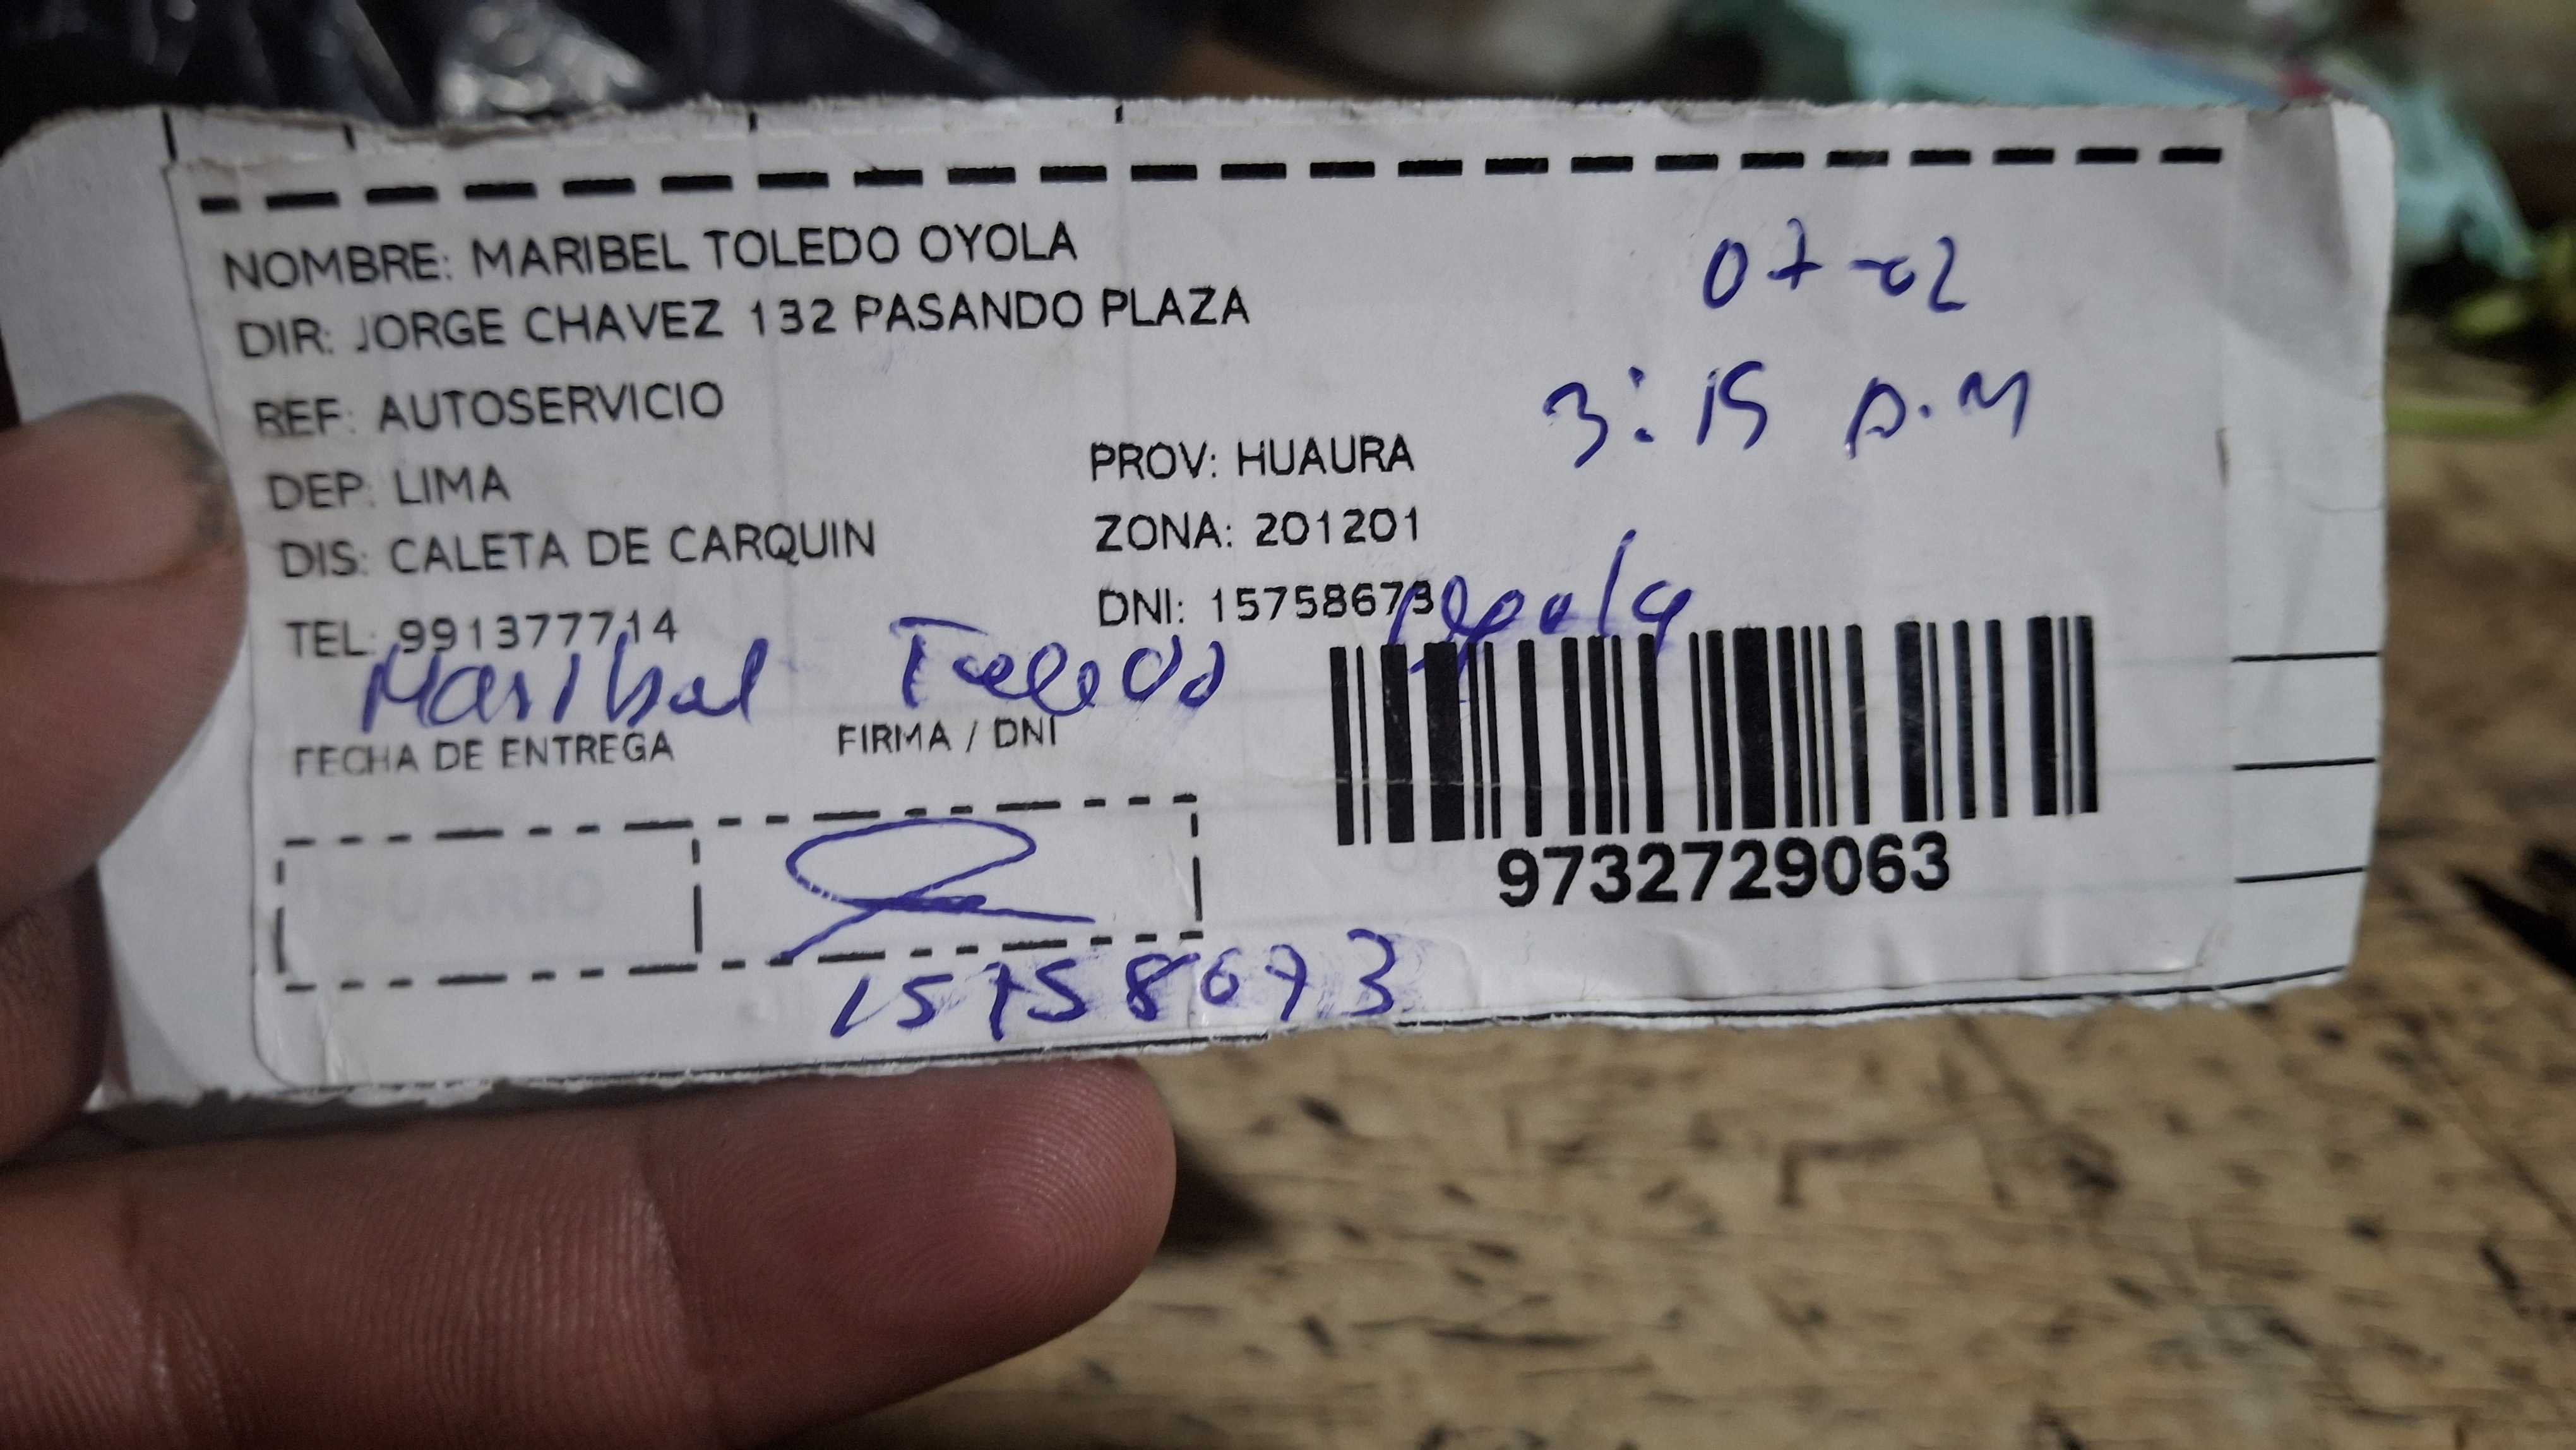 NOMBRE: MARIBEL TOLEDO OYOLA
07-02
DIR: JORGE CHAVEZ 132 PASANDO PLAZA
3:15 P.M
REF: AUTOSERVICIO
DEP: LIMA
PROV: HUAURA
DIS: CALETA DE CARQUIN
ZONA: 201201
TEL: 991377714
DNI: 15758673
Maribel Toledo Oyola
FECHA DE ENTREGA
FIRMA / DNI
9732729063
15758673